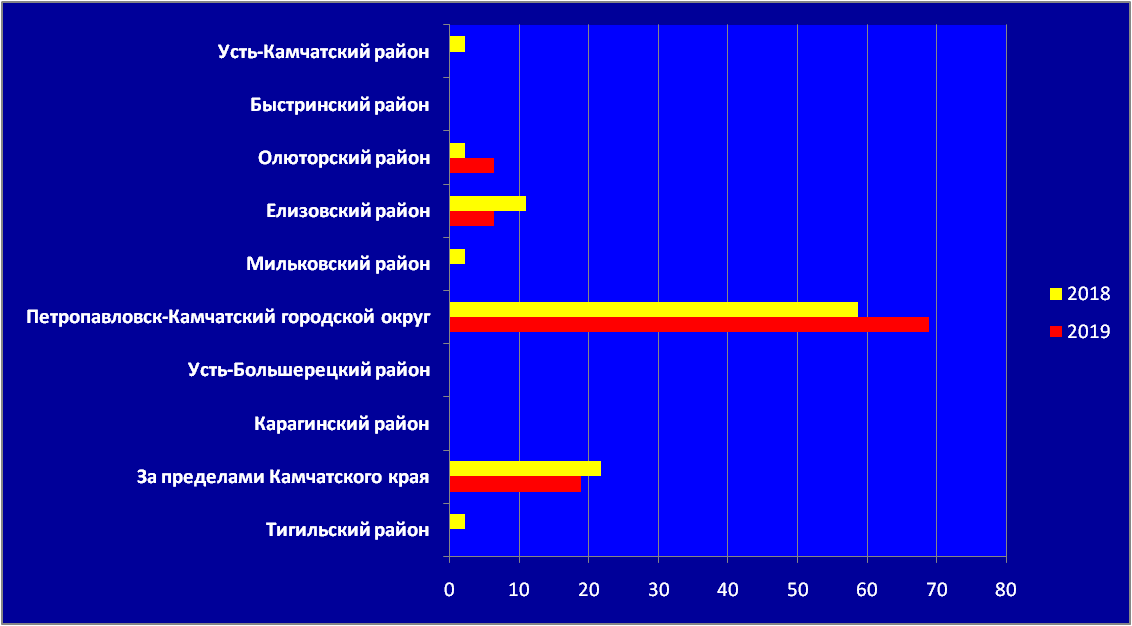 Усть-Камчатский район
Быстринский район
Олюторский район
Елизовский район
Мильковский район
Петропавловск-Камчатский городской округ
Усть-Большерецкий район
Карагинский район
За пределами Камчатского края
Тигильский район
0 10 20 30 40 50 60 70 80
2018
2019